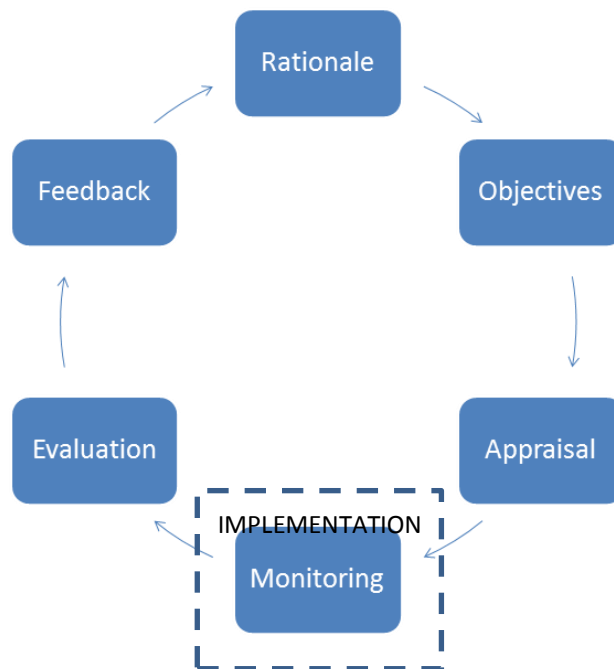 Rationale
Objectives
Appraisal
IMPLEMENTATION
Monitoring
Evaluation
Feedback